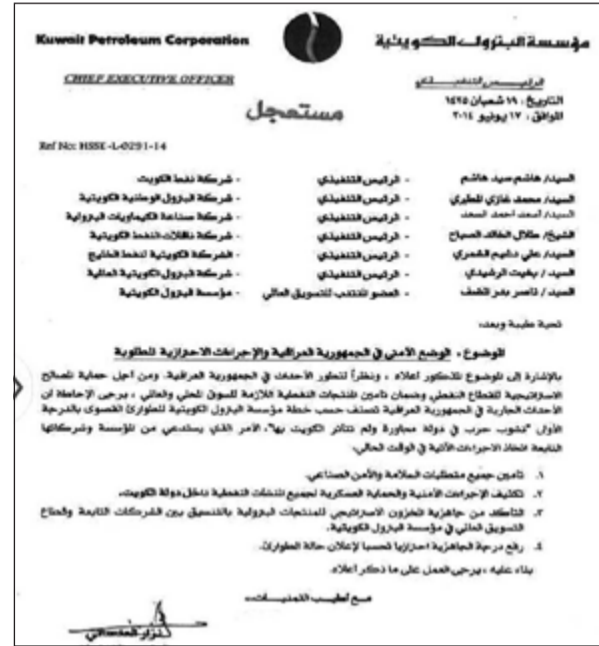 Kuwait Petroleum Corporation مؤسسة البترول الكويتية
CHIEF EXECUTIVE OFFICER الرئيس التنفيذي
التاريخ : ١٩ شعبان ١٤٣٥
الموافق : ١٧ يونيو ٢٠١٤
مستعجل
Ref No: HSSE-L-0291-14
السيد/ هاشم سيد هاشم - الرئيس التنفيذي - شركة نفط الكويت
السيد/ محمد غازي المطيري - الرئيس التنفيذي - شركة البترول الوطنية الكويتية
السيد/ أسعد احمد السعد - الرئيس التنفيذي - شركة صناعة الكيماويات البترولية
الشيخ/ طلال الخالد الصباح - الرئيس التنفيذي - شركة ناقلات النفط الكويتية
السيد/ علي دغيم الشمري - الرئيس التنفيذي - الشركة الكويتية لنفط الخليج
السيد / بخيت الرشيدي - الرئيس التنفيذي - شركة البترول الكويتية العالمية
السيد / ناصر بدر المضف - العضو المنتدب للتسويق العالمي - مؤسسة البترول الكويتية
تحية طيبة وبعد،
الموضوع : الوضع الأمني في الجمهورية العراقية والإجراءات الاحترازية المطلوبة
بالإشارة إلى الموضوع المذكور اعلاه ، ونظراً لتطور الأحداث في الجمهورية العراقية. ومن أجل حماية المصالح
الاستراتيجية للقطاع النفطي وضمان تأمين المنتجات النفطية اللازمة للسوق المحلي والعالمي ، يرجى الإحاطة ان
الأحداث الجارية في الجمهورية العراقية تصنف حسب خطة مؤسسة البترول الكويتية للطوارئ القصوى بالدرجة
الأولى "نشوب حرب في دولة مجاورة ولم تتأثر الكويت بها"، الأمر الذي يستدعي من المؤسسة وشركاتها
التابعة اتخاذ الاجراءات الآتية في الوقت الحالي:
١. تأمين جميع متطلبات السلامة والأمن الصناعي.
٢. تكثيف الإجراءات الأمنية والحماية العسكرية لجميع المنشآت النفطية داخل دولة الكويت.
٣. التأكد من جاهزية المخزون الاستراتيجي للمنتجات البترولية بالتنسيق بين الشركات التابعة وقطاع
التسويق العالمي في مؤسسة البترول الكويتية.
٤. رفع درجة الجاهزية احترازيا تحسبا لإعلان حالة الطوارئ.
بناء عليه ، يرجى العمل على ما ذكر اعلاه.
مع أطيب التمنيات،،
نزار العدساني